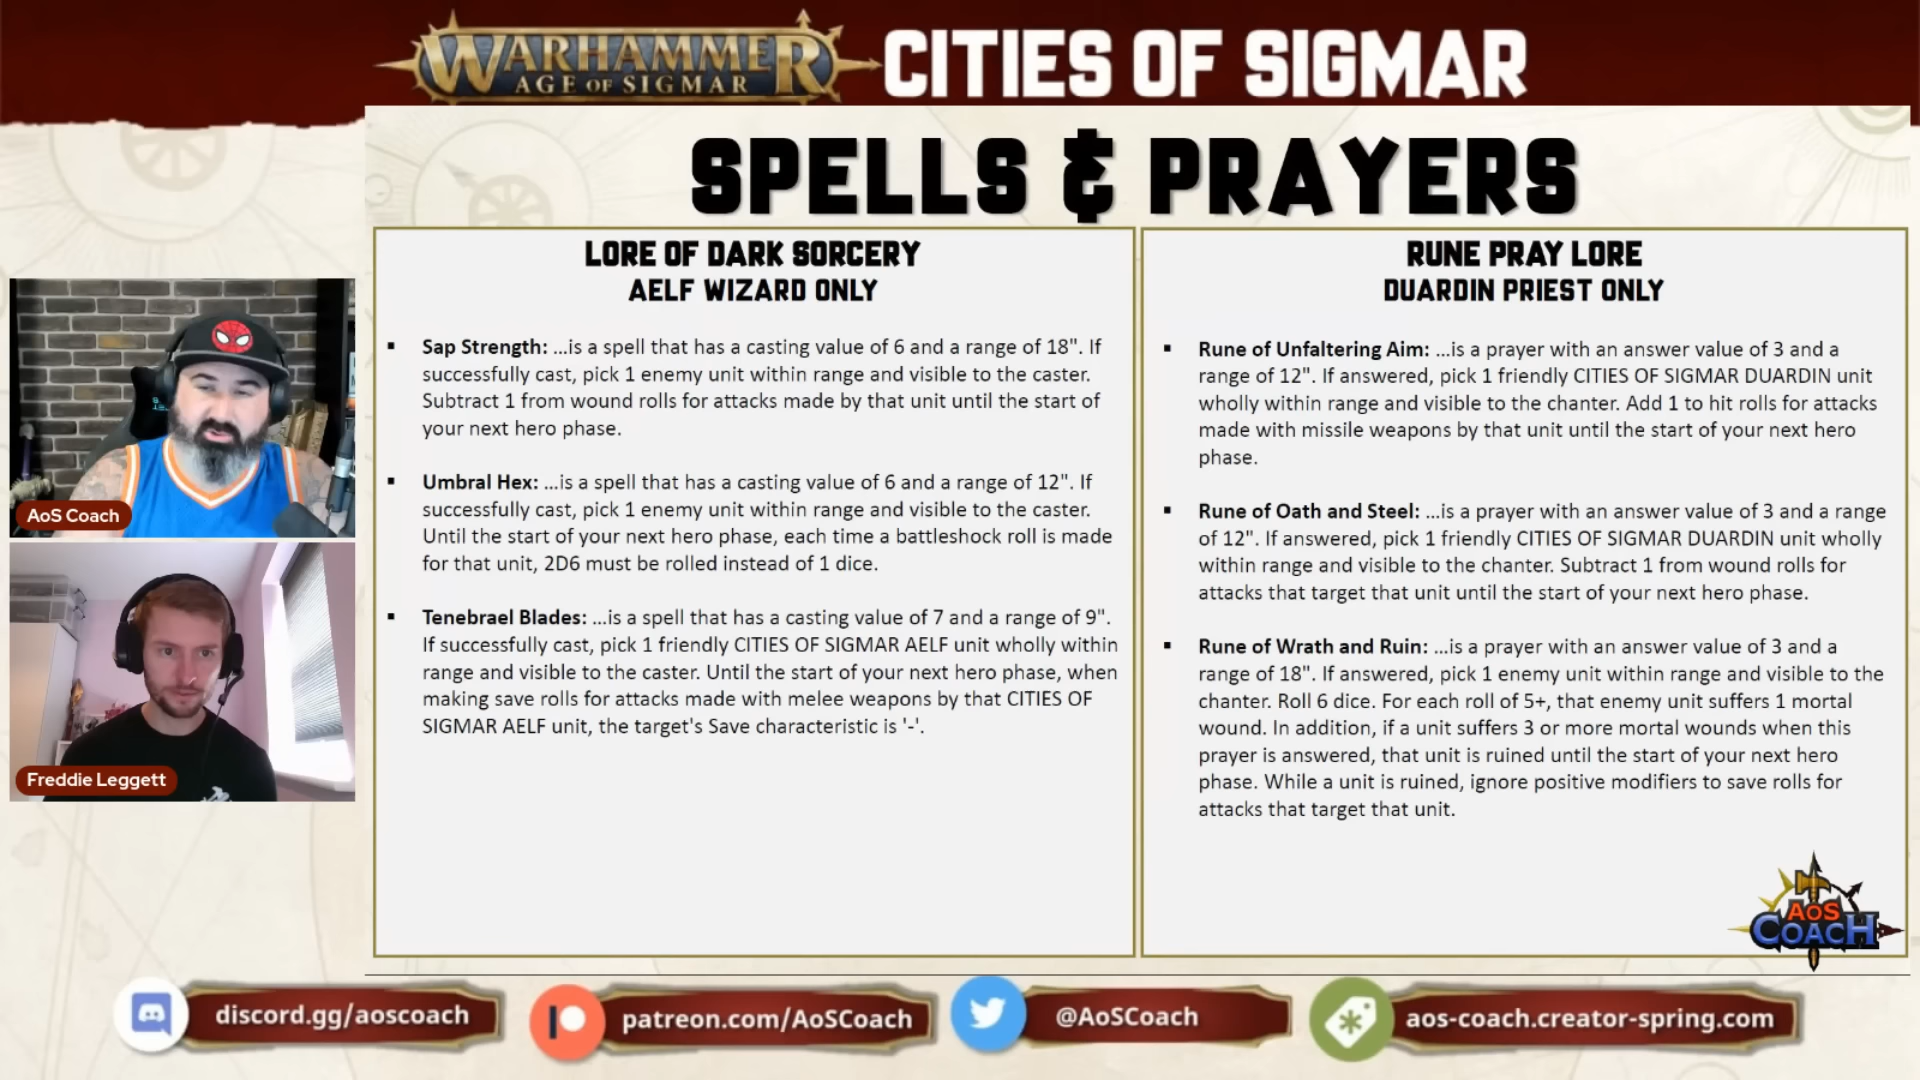 WARHAMMER
AGE OF SIGMAR
CITIES OF SIGMAR
SPELLS & PRAYERS
LORE OF DARK SORCERY
AELF WIZARD ONLY
▪ Sap Strength: ...is a spell that has a casting value of 6 and a range of 18". If
successfully cast, pick 1 enemy unit within range and visible to the caster.
Subtract 1 from wound rolls for attacks made by that unit until the start of
your next hero phase.
▪ Umbral Hex: ...is a spell that has a casting value of 6 and a range of 12". If
successfully cast, pick 1 enemy unit within range and visible to the caster.
Until the start of your next hero phase, each time a battleshock roll is made
for that unit, 2D6 must be rolled instead of 1 dice.
▪ Tenebrael Blades: ...is a spell that has a casting value of 7 and a range of 9".
If successfully cast, pick 1 friendly CITIES OF SIGMAR AELF unit wholly within
range and visible to the caster. Until the start of your next hero phase, when
making save rolls for attacks made with melee weapons by that CITIES OF
SIGMAR AELF unit, the target's Save characteristic is '-'.
RUNE PRAY LORE
DUARDIN PRIEST ONLY
▪ Rune of Unfaltering Aim: ...is a prayer with an answer value of 3 and a
range of 12". If answered, pick 1 friendly CITIES OF SIGMAR DUARDIN unit
wholly within range and visible to the chanter. Add 1 to hit rolls for attacks
made with missile weapons by that unit until the start of your next hero
phase.
▪ Rune of Oath and Steel: ...is a prayer with an answer value of 3 and a range
of 12". If answered, pick 1 friendly CITIES OF SIGMAR DUARDIN unit wholly
within range and visible to the chanter. Subtract 1 from wound rolls for
attacks that target that unit until the start of your next hero phase.
▪ Rune of Wrath and Ruin: ...is a prayer with an answer value of 3 and a
range of 18". If answered, pick 1 enemy unit within range and visible to the
chanter. Roll 6 dice. For each roll of 5+, that enemy unit suffers 1 mortal
wound. In addition, if a unit suffers 3 or more mortal wounds when this
prayer is answered, that unit is ruined until the start of your next hero
phase. While a unit is ruined, ignore positive modifiers to save rolls for
attacks that target that unit.
AoS Coach
Freddie Leggett
AoS
COACH
discord.gg/aoscoach
patreon.com/AoSCoach
@AoSCoach
aos-coach.creator-spring.com